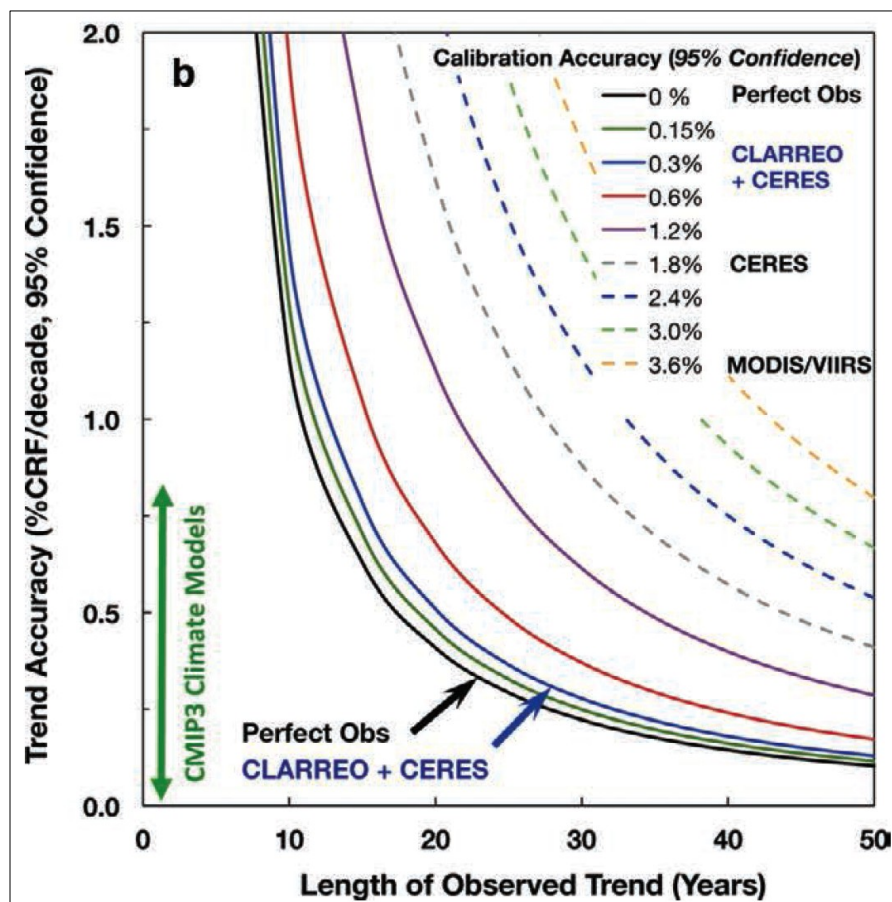 b
Calibration Accuracy (95% Confidence)
0 % Perfect Obs
0.15%
0.3% CLARREO
+ CERES
0.6%
1.2%
1.8% CERES
2.4%
3.0%
3.6% MODIS/VIIRS
Trend Accuracy (%CRF/decade, 95% Confidence)
2.0
1.5
1.0
0.5
0.0
CMIP3 Climate Models
Perfect Obs
CLARREO + CERES
0 10 20 30 40 50
Length of Observed Trend (Years)